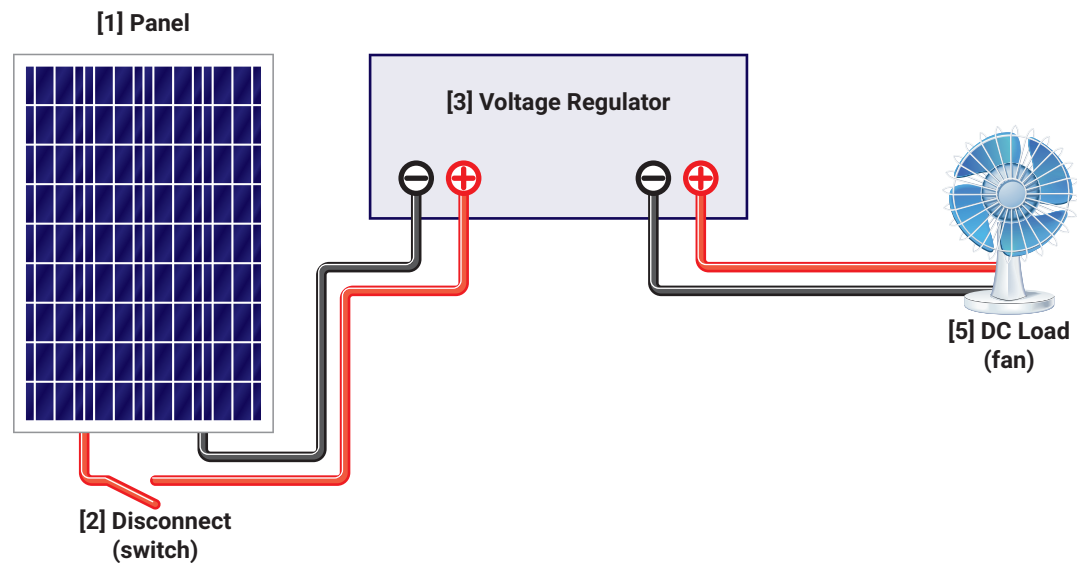 [1] Panel
[3] Voltage Regulator
[5] DC Load
(fan)
[2] Disconnect
(switch)